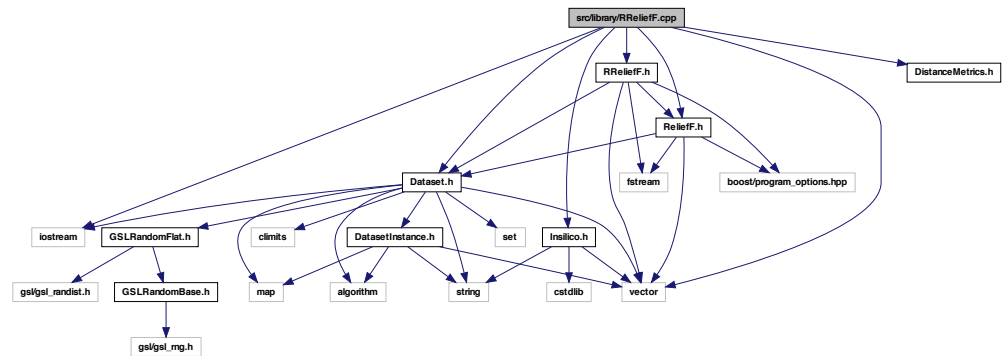 src/library/RReliefF.cpp
RReliefF.h
DistanceMetrics.h
ReliefF.h
Dataset.h
fstream
boost/program_options.hpp
iostream
GSLRandomFlat.h
climits
DatasetInstance.h
set
Insilico.h
gsl/gsl_randist.h
GSLRandomBase.h
map
algorithm
string
cstdlib
vector
gsl/gsl_rng.h